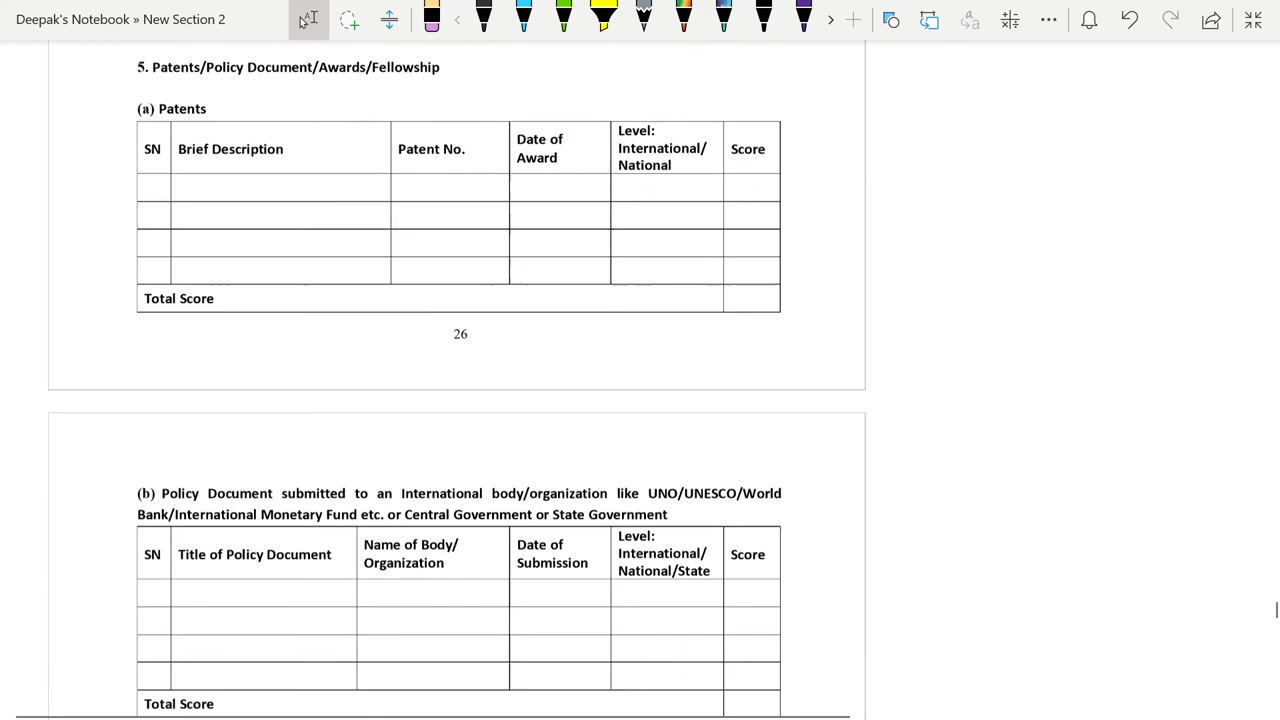 Deepak's Notebook » New Section 2
5. Patents/Policy Document/Awards/Fellowship
(a) Patents
SN Brief Description Patent No. Date of Award Level: International/ National Score
Total Score
26
(b) Policy Document submitted to an International body/organization like UNO/UNESCO/World
Bank/International Monetary Fund etc. or Central Government or State Government
SN Title of Policy Document Name of Body/ Organization Date of Submission Level: International/ National/State Score
Total Score